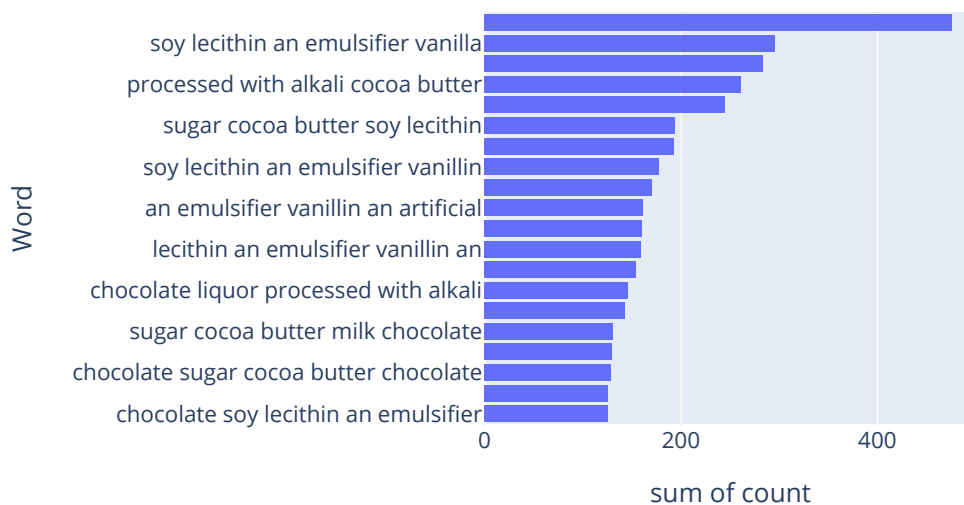 soy lecithin an emulsifier vanilla
processed with alkali cocoa butter
sugar cocoa butter soy lecithin
soy lecithin an emulsifier vanillin
an emulsifier vanillin an artificial
lecithin an emulsifier vanillin an
chocolate liquor processed with alkali
sugar cocoa butter milk chocolate
chocolate sugar cocoa butter chocolate
chocolate soy lecithin an emulsifier
Word
0 200 400
sum of count